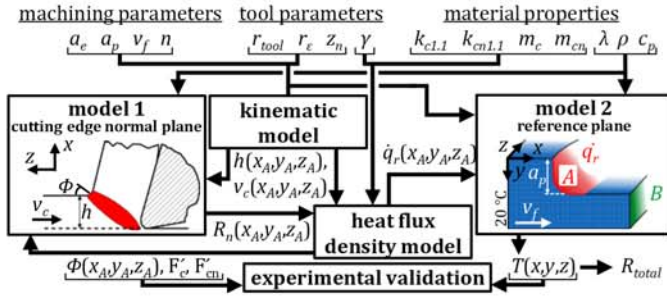 machining parameters tool parameters material properties
a_e a_p v_f n r_tool r_ε z_n γ k_c1.1 k_cn1.1 m_c m_cn λ ρ c_p
model 1
cutting edge normal plane
z x
Φ
v_c h
kinematic
model
h(x_A,y_A,z_A),
v_c(x_A,y_A,z_A)
R_n(x_A,y_A,z_A)
q̇_r(x_A,y_A,z_A)
heat flux
density model
model 2
reference plane
z x y
q̇_r
a_p A
B
v_f
20 °C
Φ(x_A,y_A,z_A), F′_c, F′_cn
experimental validation
T(x,y,z) R_total